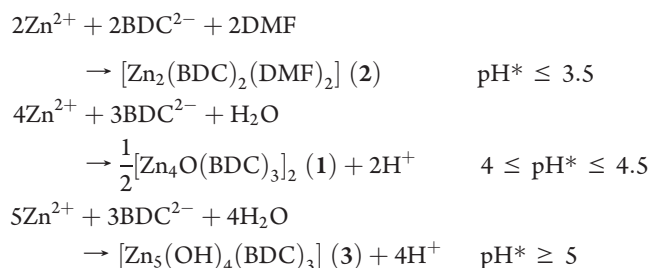 2Zn²⁺ + 2BDC²⁻ + 2DMF
→ [Zn₂(BDC)₂(DMF)₂] (2) pH* ≤ 3.5
4Zn²⁺ + 3BDC²⁻ + H₂O
→ 1/2[Zn₄O(BDC)₃]₂ (1) + 2H⁺ 4 ≤ pH* ≤ 4.5
5Zn²⁺ + 3BDC²⁻ + 4H₂O
→ [Zn₅(OH)₄(BDC)₃] (3) + 4H⁺ pH* ≥ 5